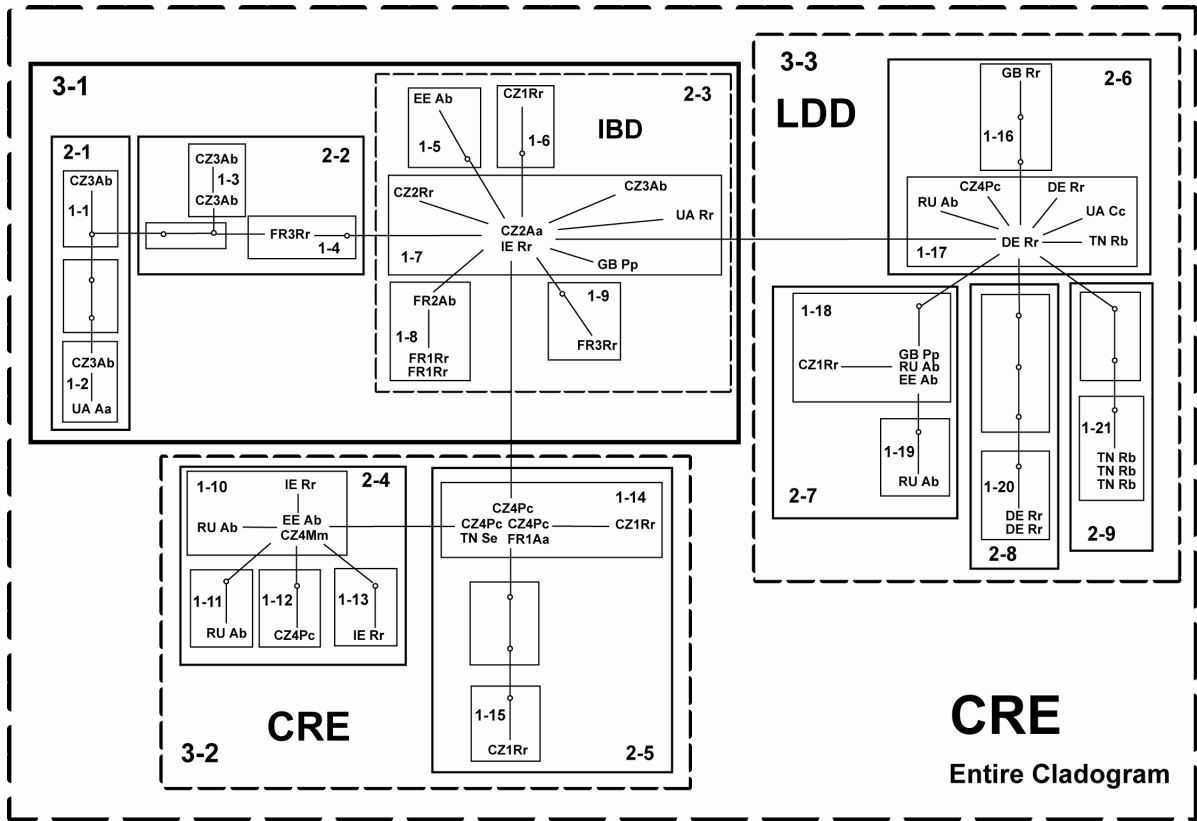 3-1
2-1
CZ3Ab
1-1
CZ3Ab
1-2
UA Aa
2-2
CZ3Ab
1-3
CZ3Ab
FR3Rr
1-4
2-3
IBD
EE Ab
1-5
CZ1Rr
1-6
CZ2Rr
CZ3Ab
UA Rr
CZ2Aa
IE Rr
GB Pp
1-7
FR2Ab
1-8
FR1Rr
FR1Rr
1-9
FR3Rr
3-3
LDD
2-6
GB Rr
1-16
CZ4Pc
DE Rr
RU Ab
UA Cc
DE Rr
TN Rb
1-17
1-18
GB Pp
CZ1Rr
RU Ab
EE Ab
1-19
RU Ab
2-7
1-20
DE Rr
DE Rr
2-8
1-21
TN Rb
TN Rb
TN Rb
2-9
2-4
1-10
IE Rr
RU Ab
EE Ab
CZ4Mm
1-11
RU Ab
1-12
CZ4Pc
1-13
IE Rr
CRE
3-2
1-14
CZ4Pc
CZ4Pc CZ4Pc
CZ1Rr
TN Se FR1Aa
1-15
CZ1Rr
2-5
CRE
Entire Cladogram